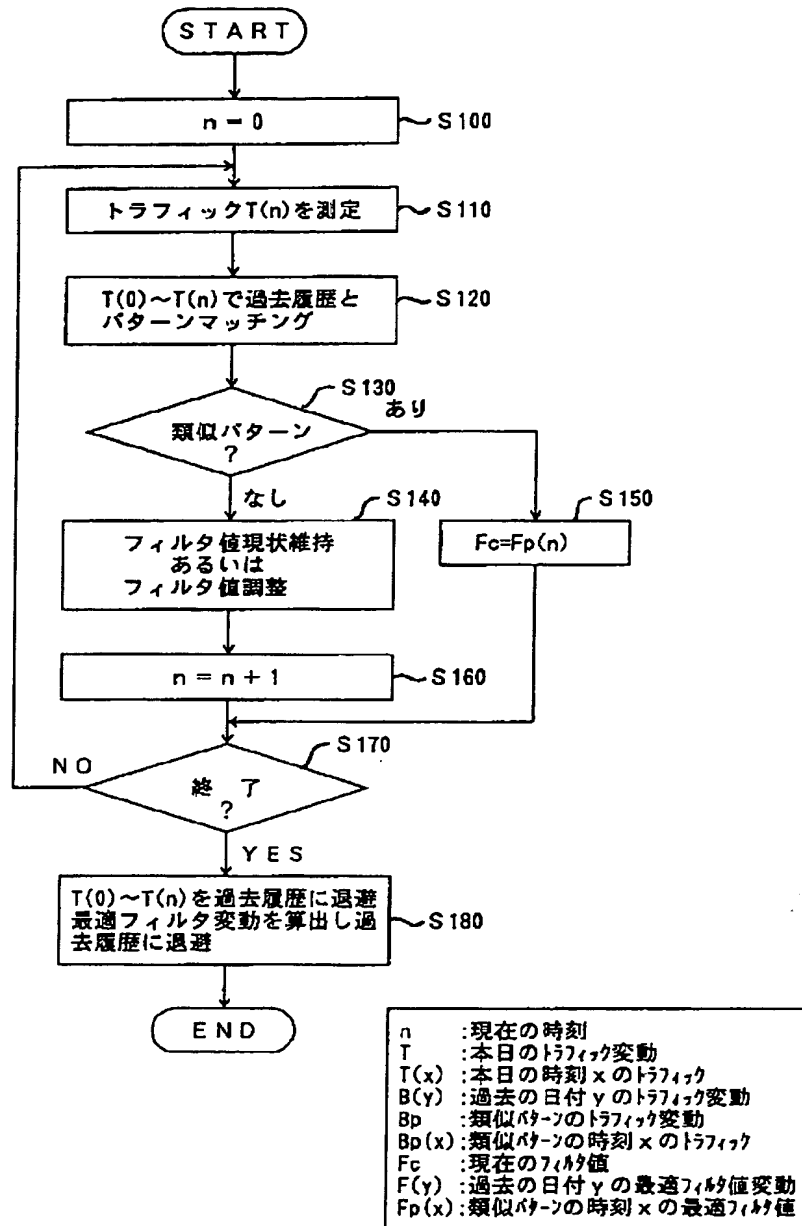 START
n = 0
S100
トラフィックT(n)を測定
S110
T(0)~T(n)で過去履歴と
パターンマッチング
S120
S130
類似パターン
?
あり
なし
S140
フィルタ値現状維持
あるいは
フィルタ値調整
S150
Fc=Fp(n)
n = n + 1
S160
S170
NO
終 了
?
YES
T(0)~T(n)を過去履歴に退避
最適フィルタ変動を算出し過
去履歴に退避
S180
END
n :現在の時刻
T :本日のトラフィック変動
T(x) :本日の時刻xのトラフィック
B(y) :過去の日付yのトラフィック変動
Bp :類似パターンのトラフィック変動
Bp(x):類似パターンの時刻xのトラフィック
Fc :現在のフィルタ値
F(y) :過去の日付yの最適フィルタ値変動
Fp(x):類似パターンの時刻xの最適フィルタ値